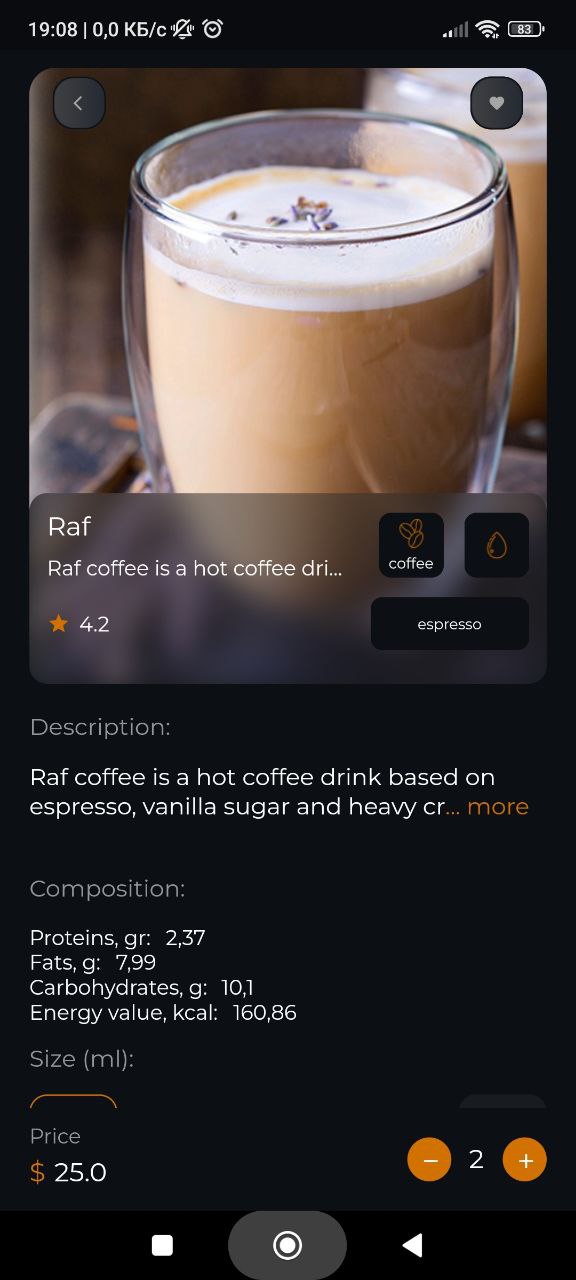 19:08 | 0,0 КБ/с
83
Raf
Raf coffee is a hot coffee dri...
coffee
4.2
espresso
Description:
Raf coffee is a hot coffee drink based on
espresso, vanilla sugar and heavy cr... more
Composition:
Proteins, gr: 2,37
Fats, g: 7,99
Carbohydrates, g: 10,1
Energy value, kcal: 160,86
Size (ml):
Price
$ 25.0
− 2 +